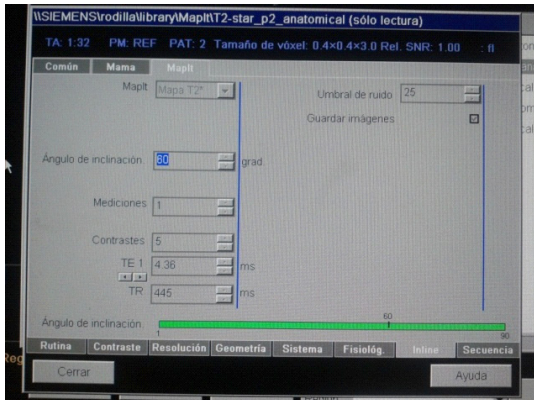 \\SIEMENS\rodilla\library\MapIt\T2-star_p2_anatomical (sólo lectura)
TA: 1:32 PM: REF PAT: 2 Tamaño de vóxel: 0.4×0.4×3.0 Rel. SNR: 1.00 : fl
Común Mama MapIt
MapIt Mapa T2*
Umbral de ruido 25
Guardar imágenes
Ángulo de inclinación. 60 grad.
Mediciones 1
Contrastes 5
TE 1 4.36 ms
TR 445 ms
60
Ángulo de inclinación.
1 90
Rutina Contraste Resolución Geometría Sistema Fisiológ. Inline Secuencia
Cerrar Ayuda